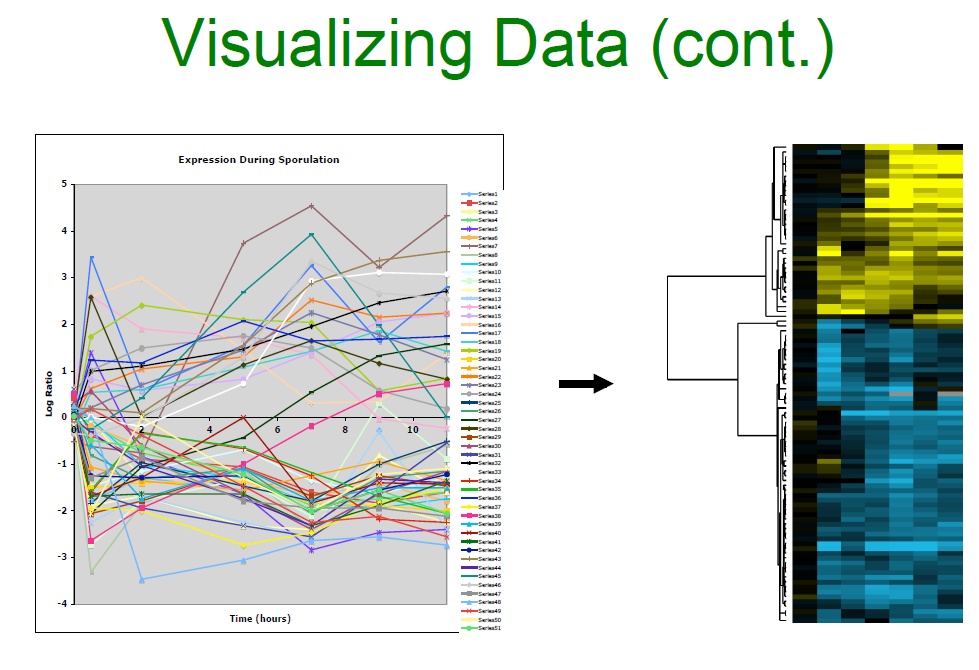 Visualizing Data (cont.)
Expression During Sporulation
5
4
3
2
1
0
-1
-2
-3
-4
Log Ratio
0
2
4
6
8
10
Time (hours)
Series1
Series2
Series3
Series4
Series5
Series6
Series7
Series8
Series9
Series10
Series11
Series12
Series13
Series14
Series15
Series16
Series17
Series18
Series19
Series20
Series21
Series22
Series23
Series24
Series25
Series26
Series27
Series28
Series29
Series30
Series31
Series32
Series33
Series34
Series35
Series36
Series37
Series38
Series39
Series40
Series41
Series42
Series43
Series44
Series45
Series46
Series47
Series48
Series49
Series50
Series51